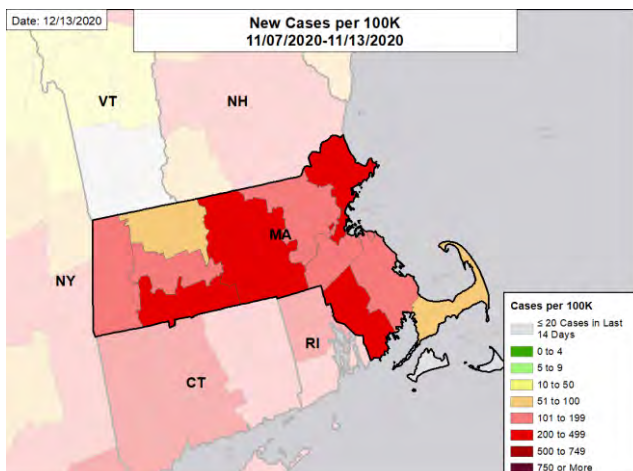 Date: 12/13/2020
New Cases per 100K
11/07/2020-11/13/2020
VT
NH
MA
NY
CT
RI
Cases per 100K
≤ 20 Cases in Last
14 Days
0 to 4
5 to 9
10 to 50
51 to 100
101 to 199
200 to 499
500 to 749
750 or More